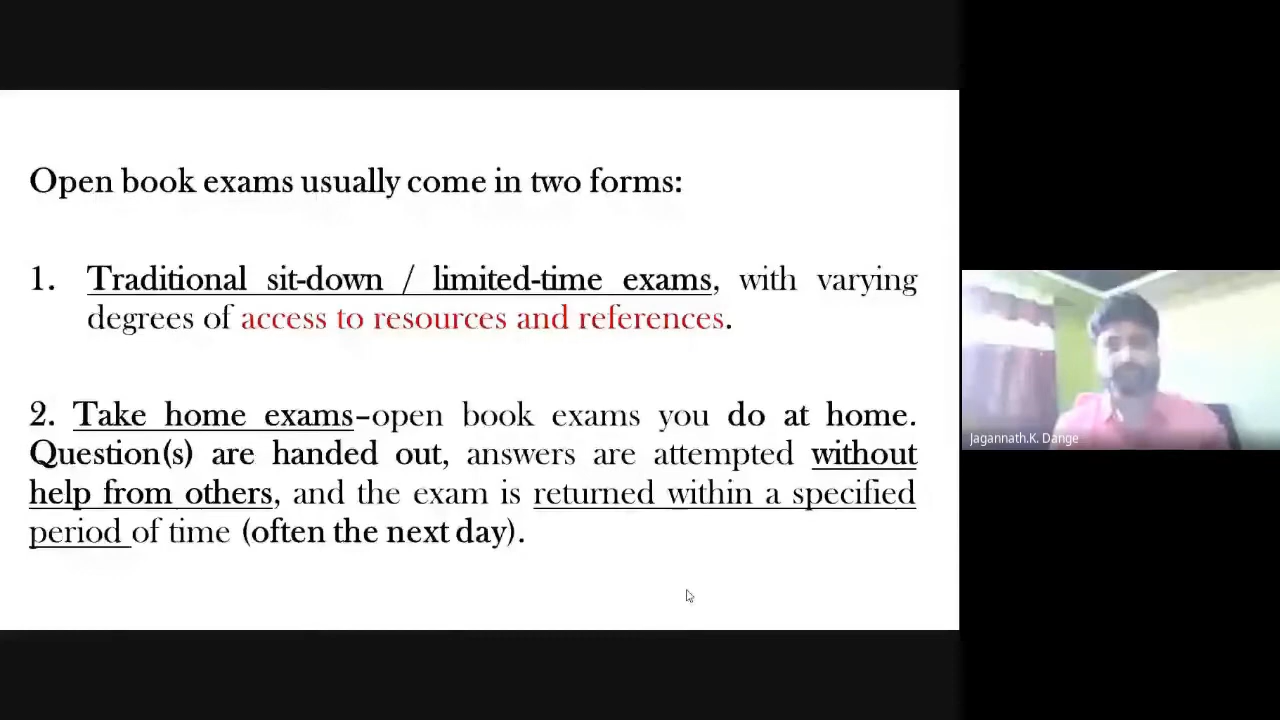 Open book exams usually come in two forms:
1. Traditional sit-down / limited-time exams, with varying
degrees of access to resources and references.
2. Take home exams–open book exams you do at home.
Question(s) are handed out, answers are attempted without
help from others, and the exam is returned within a specified
period of time (often the next day).
Jagannath.K. Dange